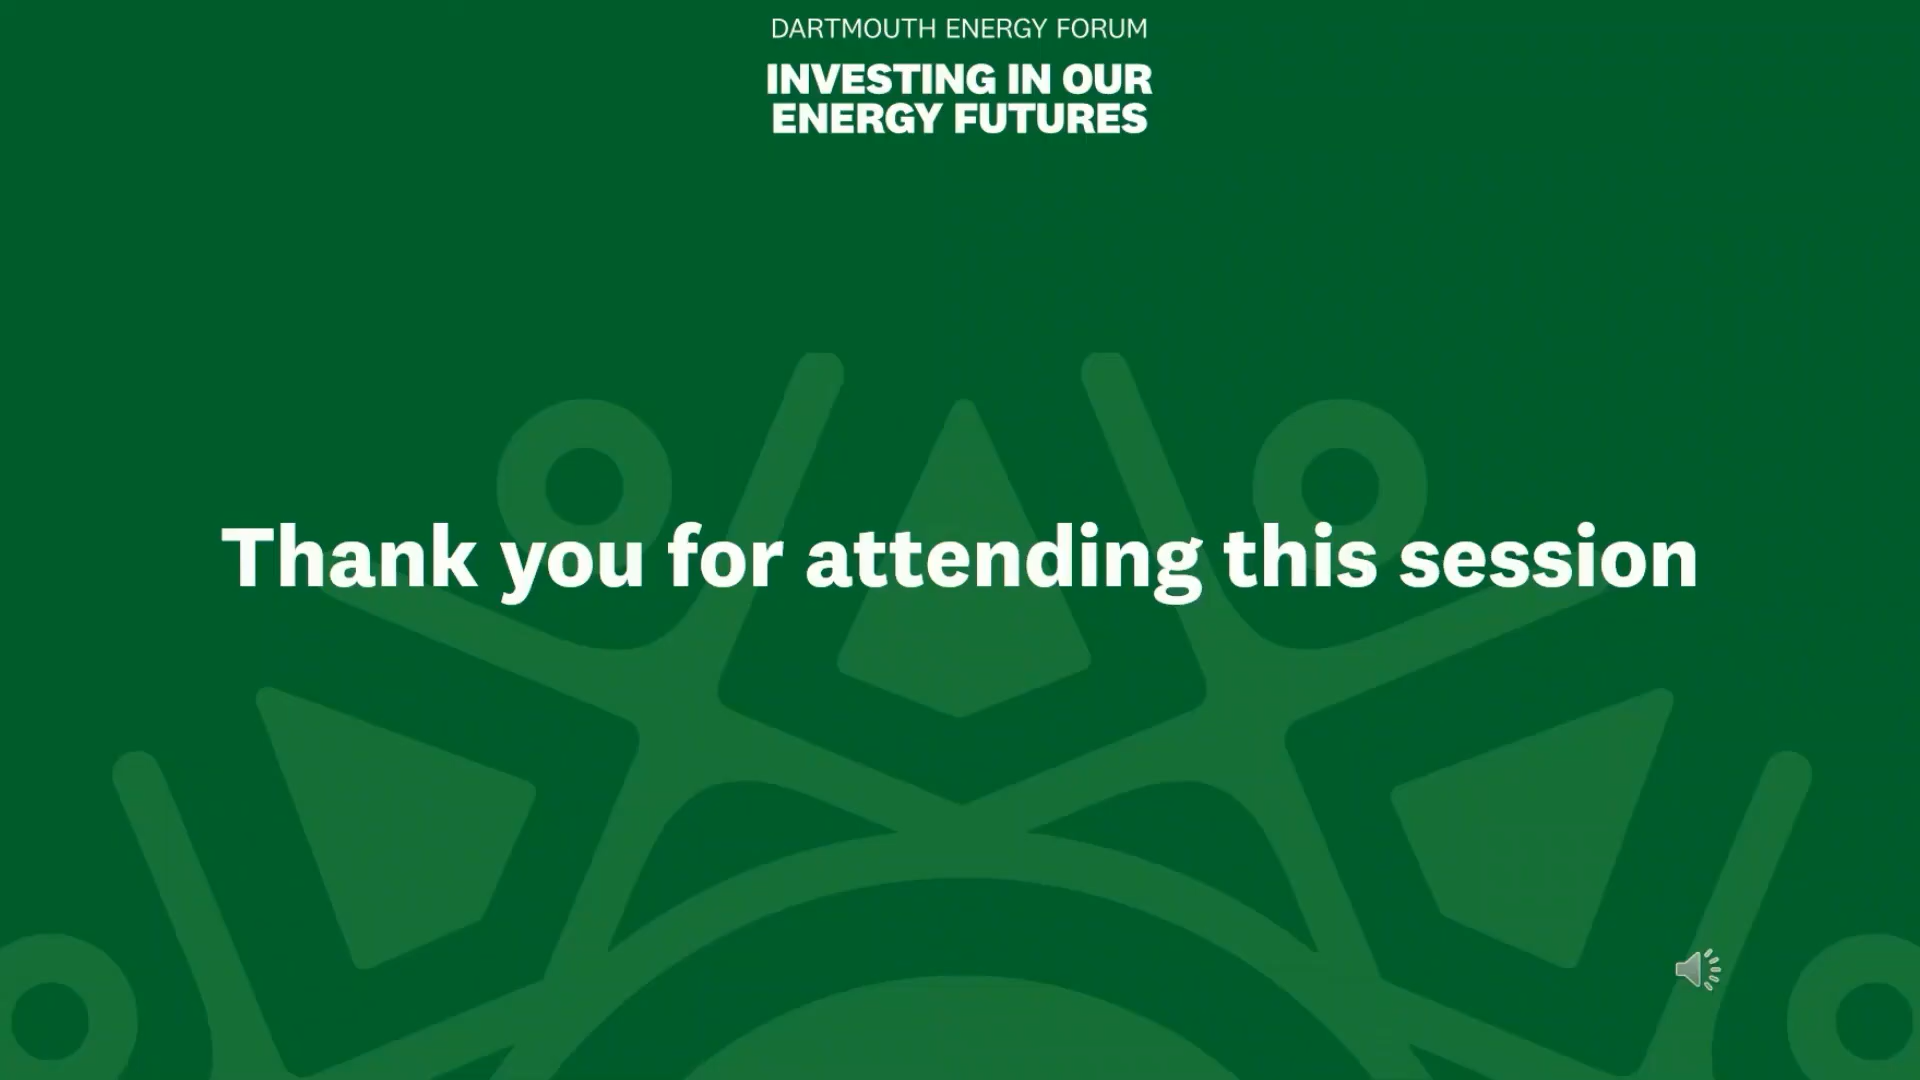 DARTMOUTH ENERGY FORUM
INVESTING IN OUR
ENERGY FUTURES
Thank you for attending this session